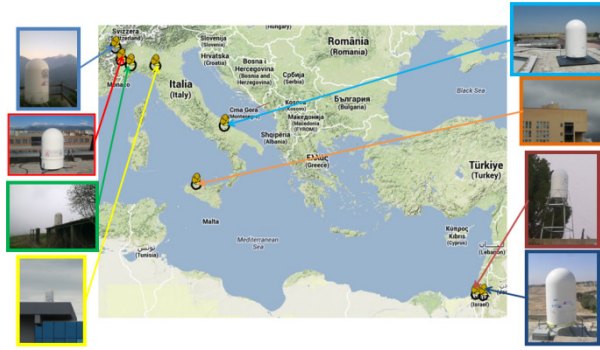 (Hungary)
Svizzera
(Switzerland)
Slovenija
(Slovenia)
Hrvatska
(Croatia)
România
(Romania)
Bosna i
Hercegovina
(Bosnia and
Herzegovina)
Србија
(Serbia)
Monaco
Italia
(Italy)
Crna Gora
(Montenegro)
България
(Bulgaria)
Black Sea
Македонија
(Macedonia
(FYROM))
Shqipëria
(Albania)
Ελλάς
(Greece)
Türkiye
(Turkey)
Malta
Mediterranean
Sea
تونس
(Tunisia)
Κύπρος
Kıbrıs
(Cyprus)
لبنان
(Lebanon)
(Israel)